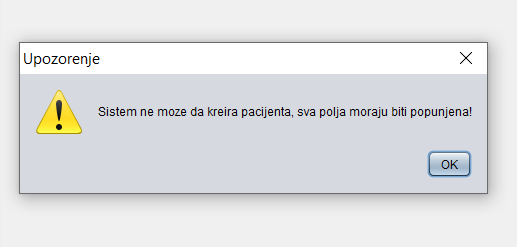 Upozorenje
Sistem ne moze da kreira pacijenta, sva polja moraju biti popunjena!
OK